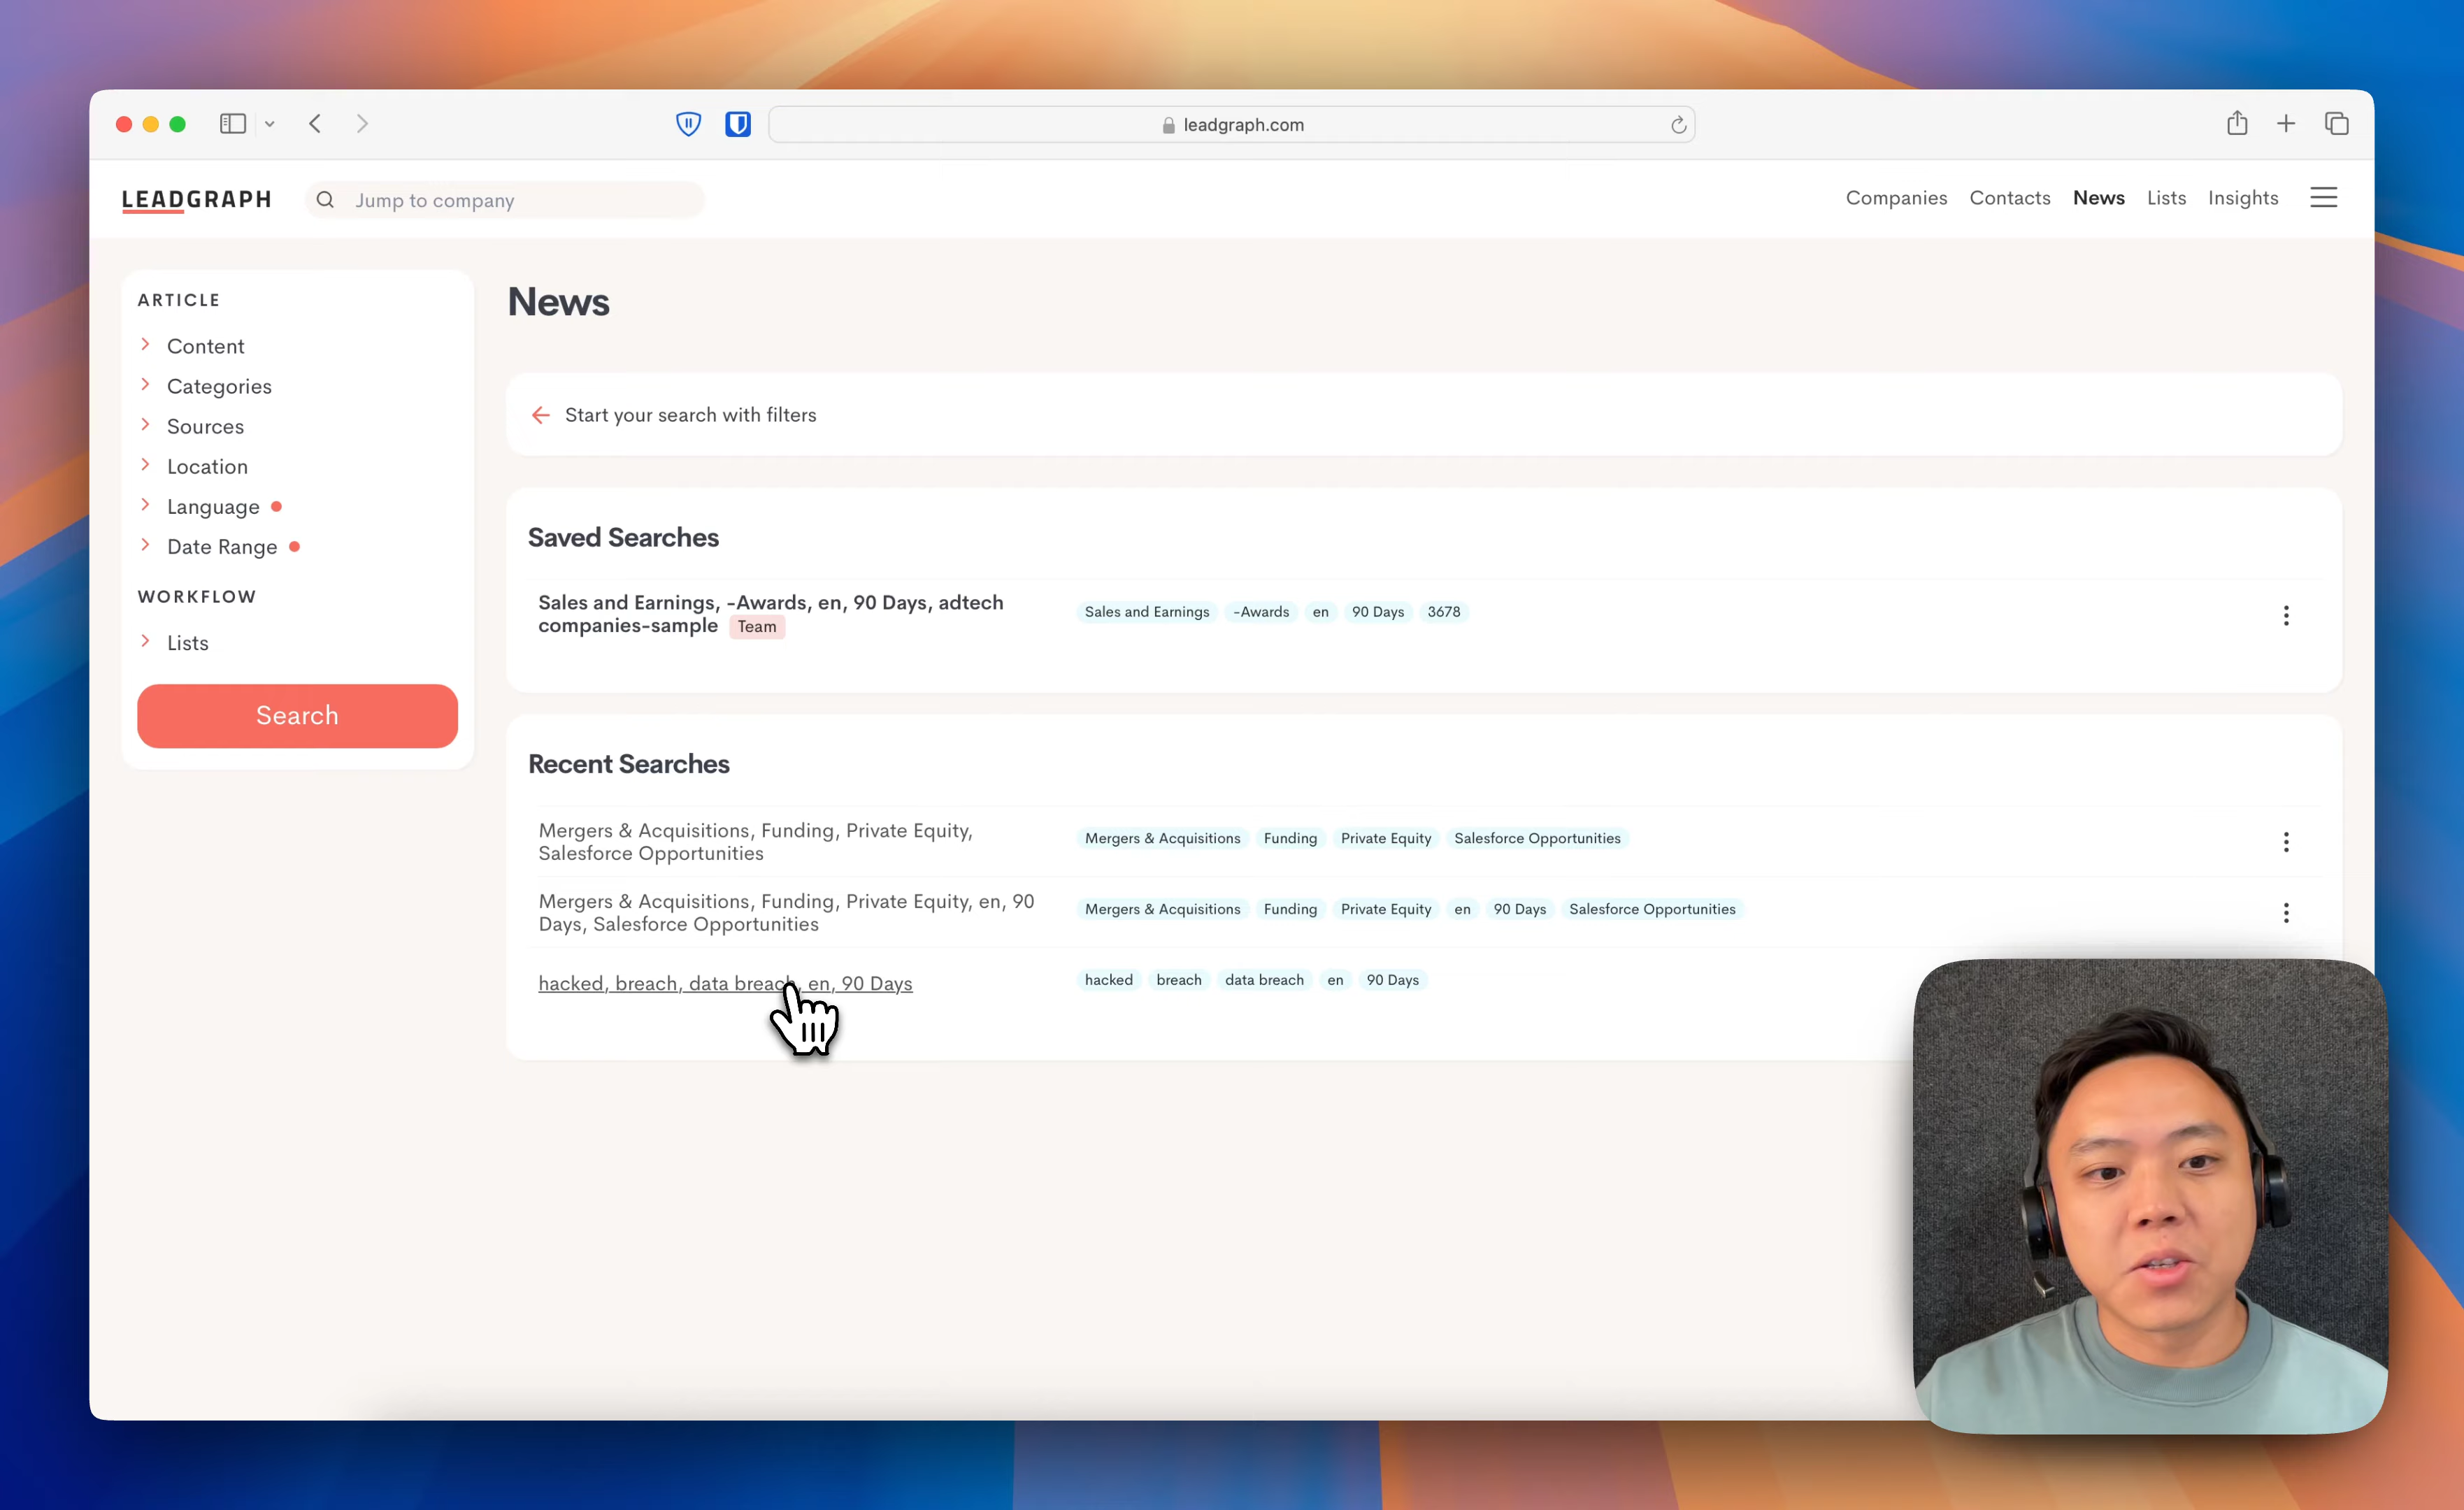 leadgraph.com
LEADGRAPH
Jump to company
Companies
Contacts
News
Lists
Insights
ARTICLE
Content
Categories
Sources
Location
Language
Date Range
WORKFLOW
Lists
Search
News
Start your search with filters
Saved Searches
Sales and Earnings, -Awards, en, 90 Days, adtech
companies-sample Team
Sales and Earnings -Awards en 90 Days 3678
Recent Searches
Mergers & Acquisitions, Funding, Private Equity,
Salesforce Opportunities
Mergers & Acquisitions Funding Private Equity Salesforce Opportunities
Mergers & Acquisitions, Funding, Private Equity, en, 90
Days, Salesforce Opportunities
Mergers & Acquisitions Funding Private Equity en 90 Days Salesforce Opportunities
hacked, breach, data breach, en, 90 Days
hacked breach data breach en 90 Days